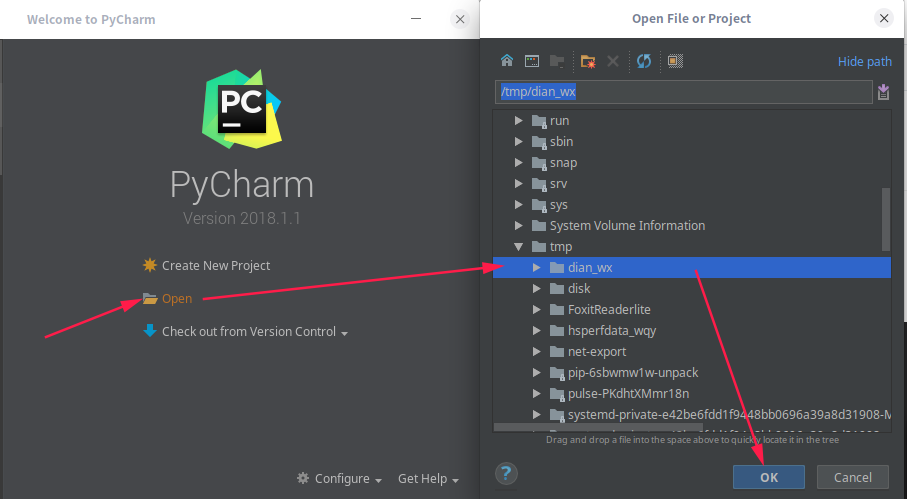 Welcome to PyCharm
PC
PyCharm
Version 2018.1.1
Create New Project
Open
Check out from Version Control
Configure
Get Help
Open File or Project
Hide path
/tmp/dian_wx
run
sbin
snap
srv
sys
System Volume Information
tmp
dian_wx
disk
FoxitReaderlite
hsperfdata_wqy
net-export
pip-6sbwmw1w-unpack
pulse-PKdhtXMmr18n
systemd-private-e42be6fdd1f9448bb0696a39a8d31908-M
Drag and drop a file into the space above to quickly locate it in the tree
?
OK
Cancel